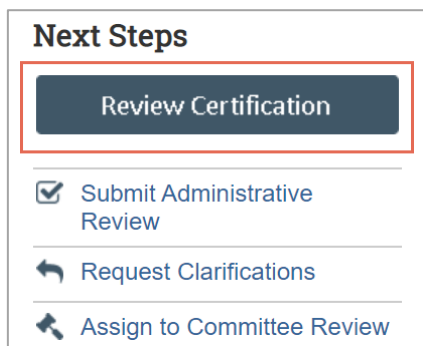 Next Steps
Review Certification
Submit Administrative
Review
Request Clarifications
Assign to Committee Review